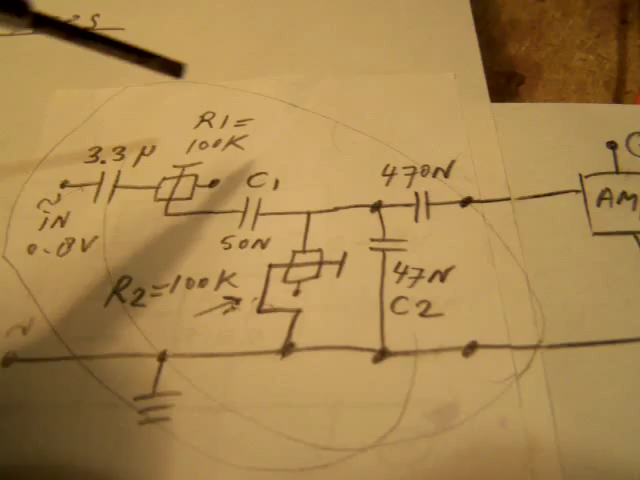 R1=
100K
3.3µ
C1
470N
~
IN
0.8V
50N
AM
R2=100K
47N
C2
~